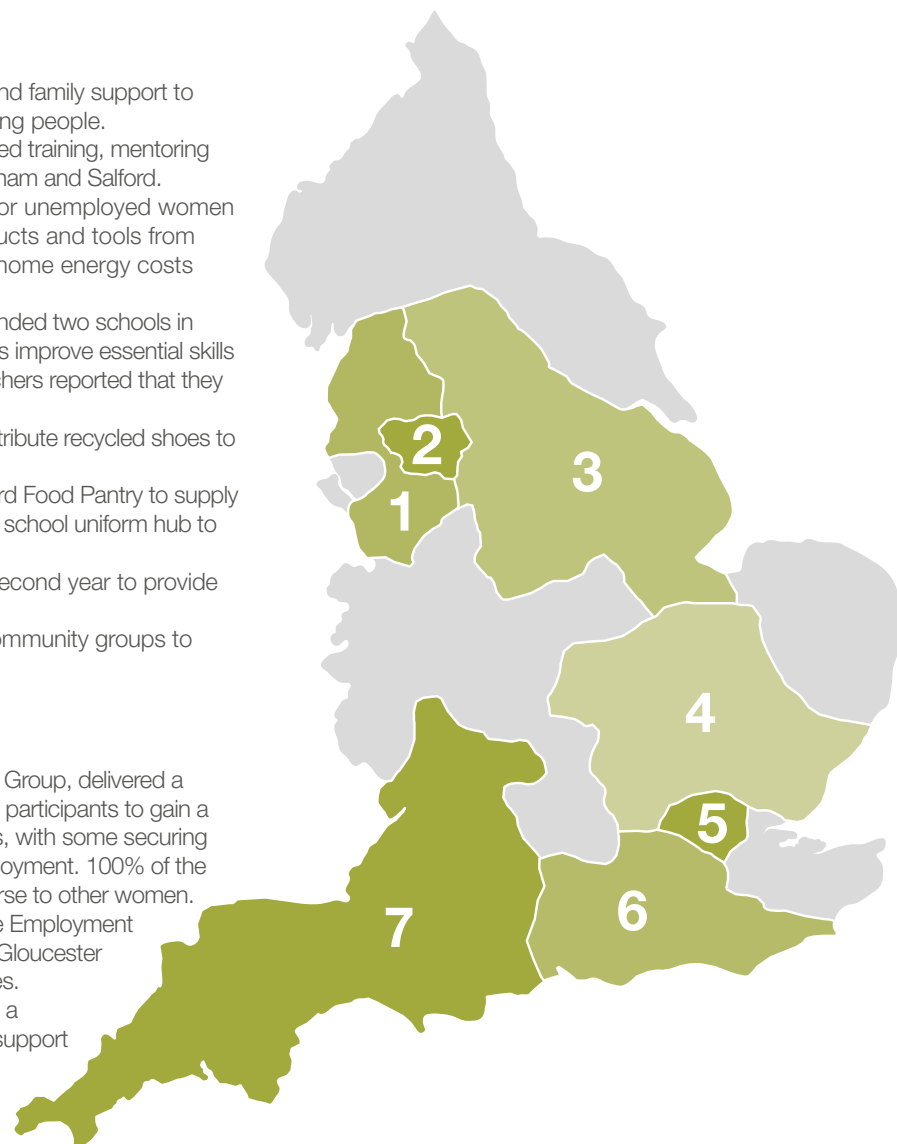 nd family support to
ng people.
ed training, mentoring
ham and Salford.
or unemployed women
ucts and tools from
home energy costs
nded two schools in
s improve essential skills
chers reported that they
tribute recycled shoes to
rd Food Pantry to supply
school uniform hub to
econd year to provide
ommunity groups to
Group, delivered a
participants to gain a
s, with some securing
oyment. 100% of the
rse to other women.
e Employment
Gloucester
es.
a
support
2
3
1
4
5
6
7